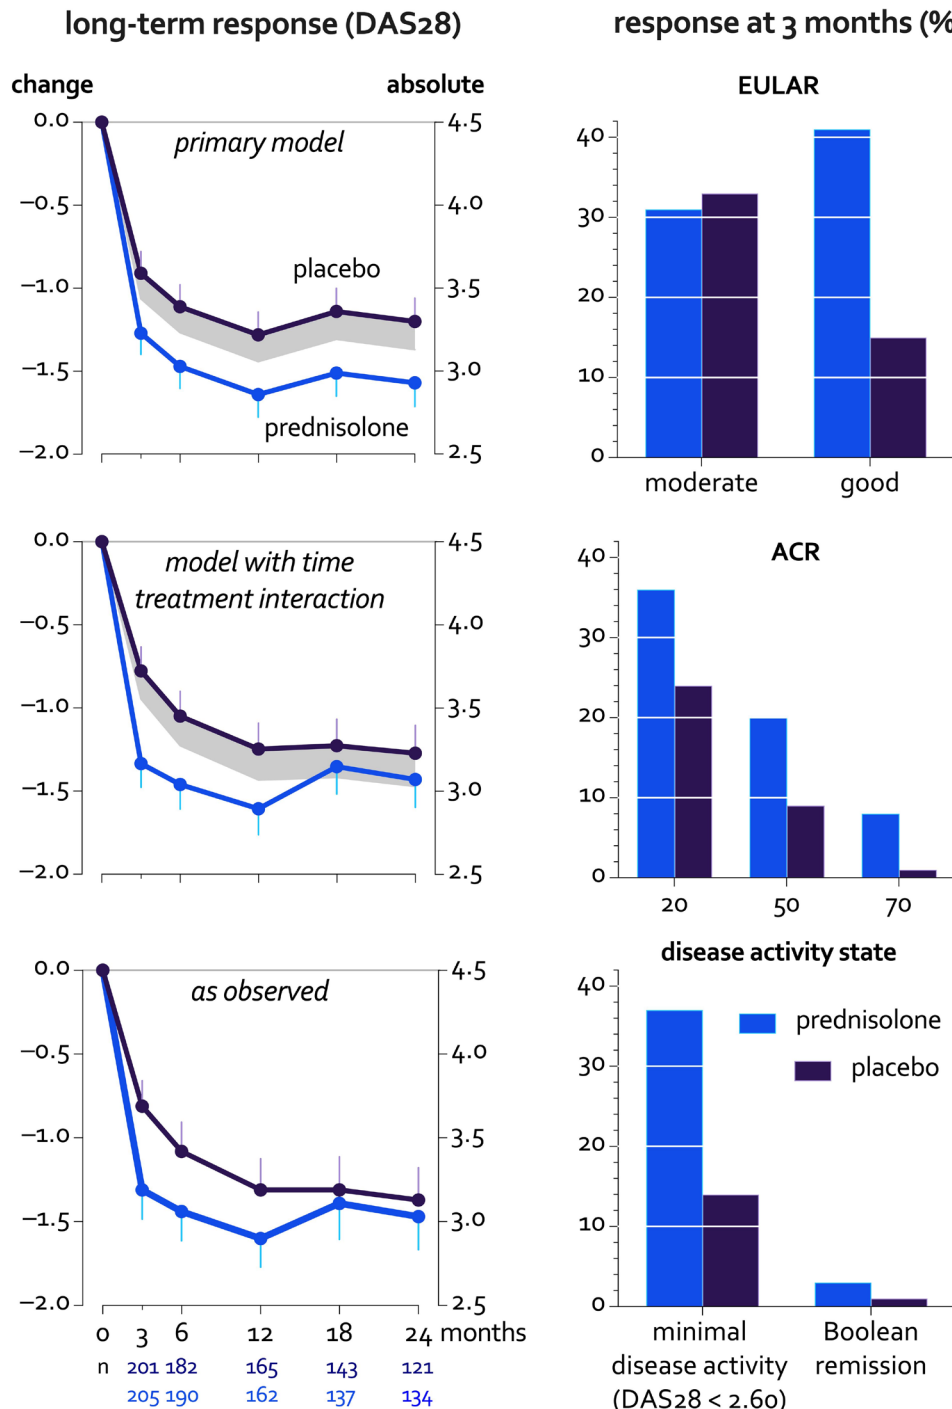 long-term response (DAS28)
response at 3 months (%
change
absolute
0.0
4.5
primary model
−0.5
4.0
placebo
−1.0
3.5
−1.5
3.0
prednisolone
−2.0
2.5
EULAR
40
30
20
10
0
moderate
good
0.0
4.5
model with time
treatment interaction
−0.5
4.0
−1.0
3.5
−1.5
3.0
−2.0
2.5
ACR
40
30
20
10
0
20
50
70
0.0
4.5
as observed
−0.5
4.0
−1.0
3.5
−1.5
3.0
−2.0
2.5
0 3 6 12 18 24 months
n 201 182 165 143 121
205 190 162 137 134
disease activity state
40
prednisolone
30
placebo
20
10
0
minimal
disease activity
(DAS28 < 2.60)
Boolean
remission